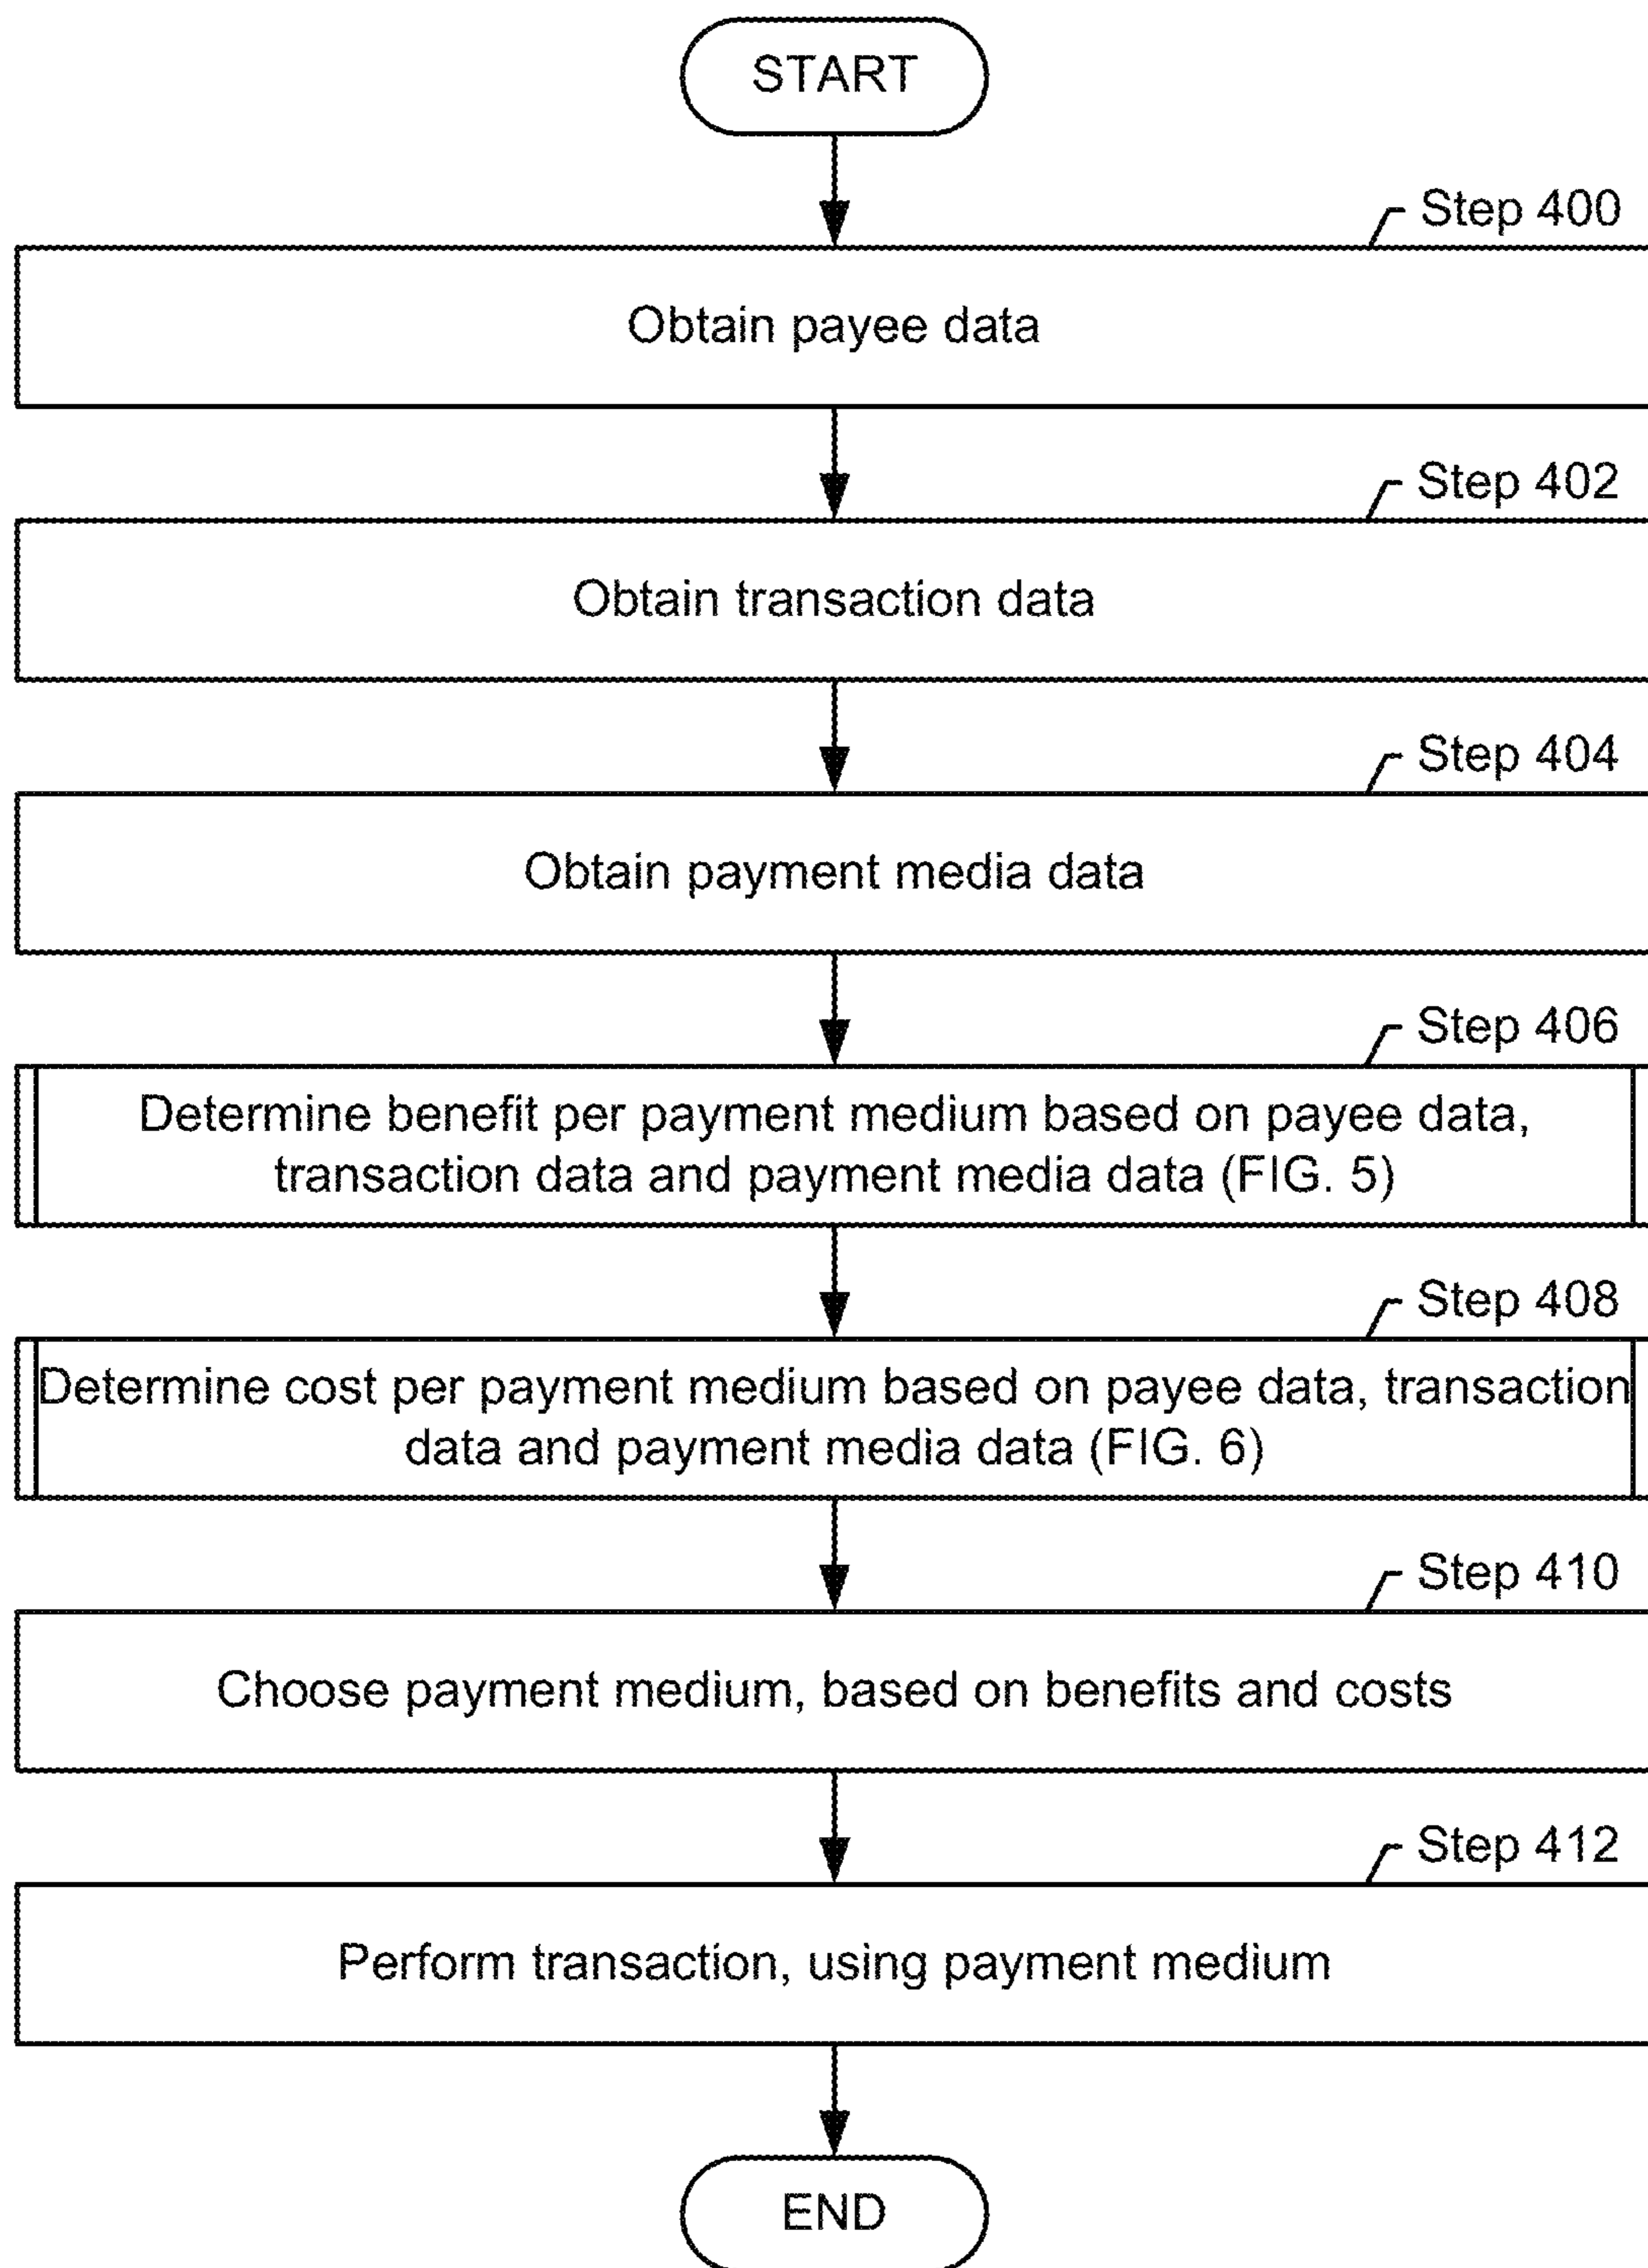 START
Step 400
Obtain payee data
Step 402
Obtain transaction data
Step 404
Obtain payment media data
Step 406
Determine benefit per payment medium based on payee data,
transaction data and payment media data (FIG. 5)
Step 408
Determine cost per payment medium based on payee data, transaction
data and payment media data (FIG. 6)
Step 410
Choose payment medium, based on benefits and costs
Step 412
Perform transaction, using payment medium
END